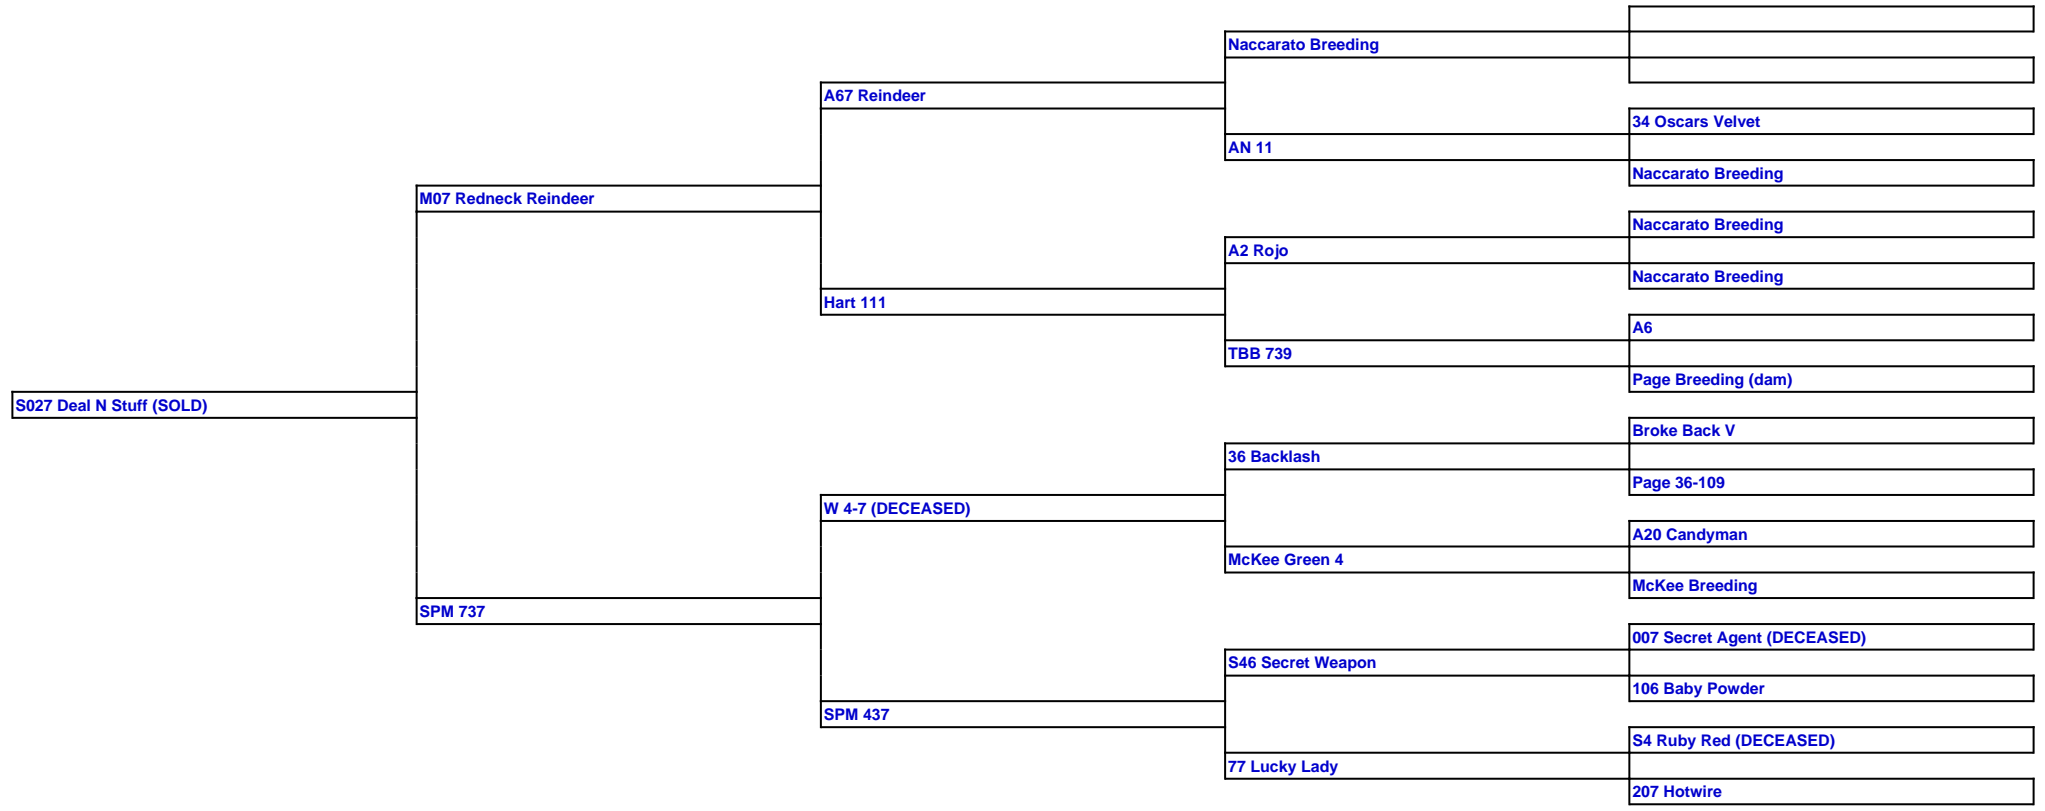 Naccarato Breeding
A67 Reindeer
34 Oscars Velvet
AN 11
Naccarato Breeding
M07 Redneck Reindeer
Naccarato Breeding
A2 Rojo
Naccarato Breeding
Hart 111
A6
TBB 739
Page Breeding (dam)
S027 Deal N Stuff (SOLD)
Broke Back V
36 Backlash
Page 36-109
W 4-7 (DECEASED)
A20 Candyman
McKee Green 4
McKee Breeding
SPM 737
007 Secret Agent (DECEASED)
S46 Secret Weapon
106 Baby Powder
SPM 437
S4 Ruby Red (DECEASED)
77 Lucky Lady
207 Hotwire